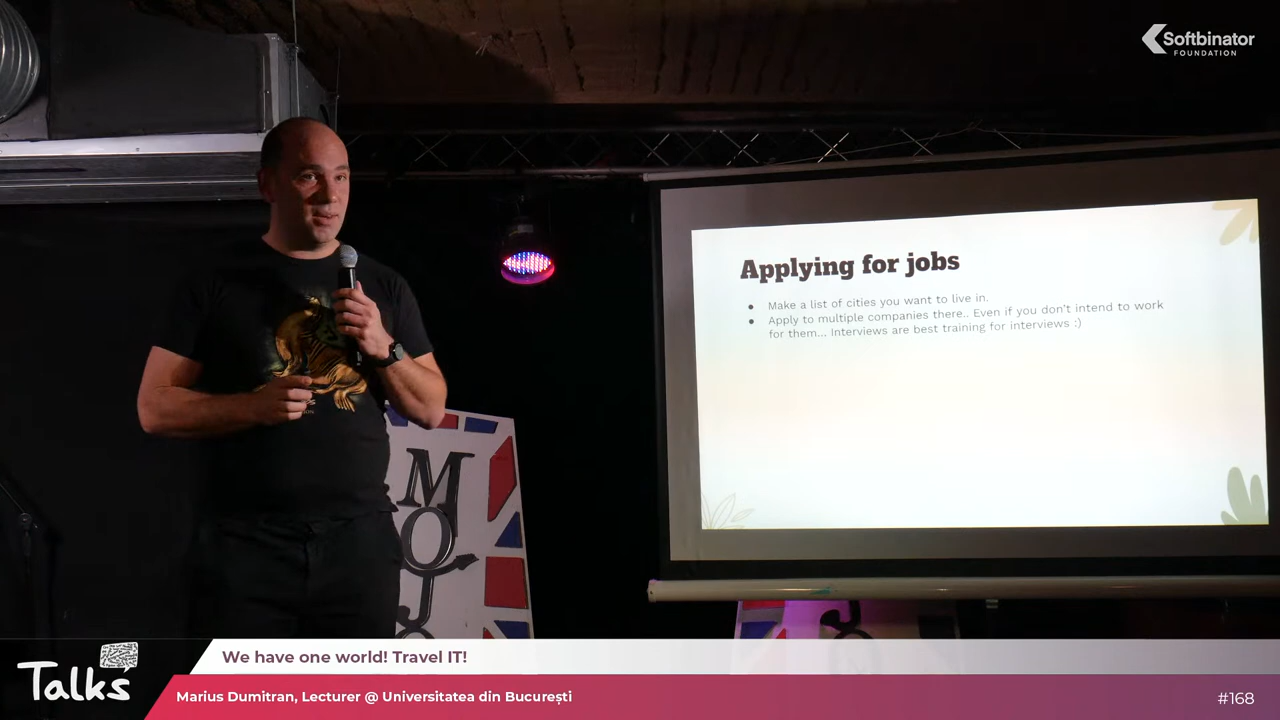 Softbinator
FOUNDATION
Applying for jobs
● Make a list of cities you want to live in.
● Apply to multiple companies there.. Even if you don't intend to work
for them... Interviews are best training for interviews :)
MOJO
Talks
We have one world! Travel IT!
Marius Dumitran, Lecturer @ Universitatea din București
#168